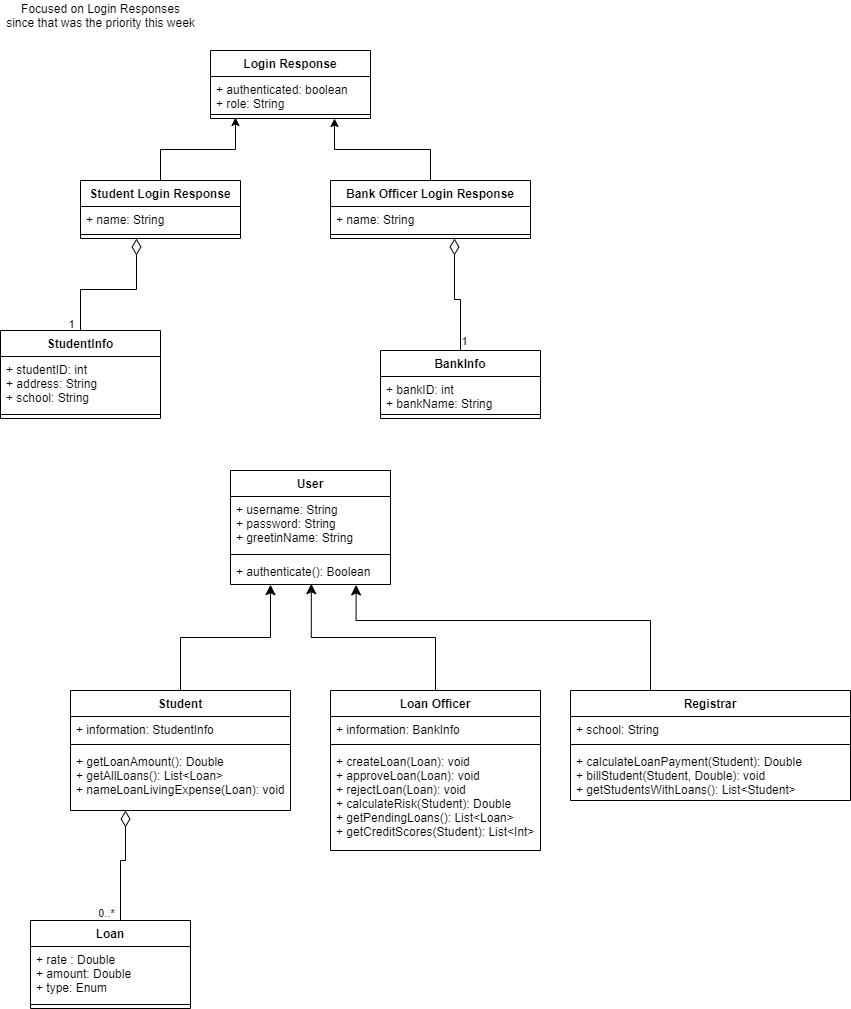 Focused on Login Responses
since that was the priority this week
Login Response
+ authenticated: boolean
+ role: String
Student Login Response
+ name: String
Bank Officer Login Response
+ name: String
1
StudentInfo
+ studentID: int
+ address: String
+ school: String
1
BankInfo
+ bankID: int
+ bankName: String
User
+ username: String
+ password: String
+ greetinName: String
+ authenticate(): Boolean
Student
+ information: StudentInfo
+ getLoanAmount(): Double
+ getAllLoans(): List<Loan>
+ nameLoanLivingExpense(Loan): void
Loan Officer
+ information: BankInfo
+ createLoan(Loan): void
+ approveLoan(Loan): void
+ rejectLoan(Loan): void
+ calculateRisk(Student): Double
+ getPendingLoans(): List<Loan>
+ getCreditScores(Student): List<Int>
Registrar
+ school: String
+ calculateLoanPayment(Student): Double
+ billStudent(Student, Double): void
+ getStudentsWithLoans(): List<Student>
0..*
Loan
+ rate : Double
+ amount: Double
+ type: Enum